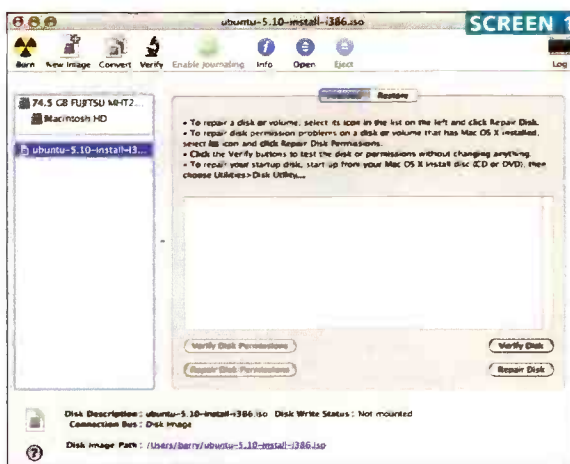 ubuntu-5.10-install-i386.iso
SCREEN 1
Burn New Image Convert Verify Enable Journaling Info Open Eject Log
74.5 GB FUJITSU MHT2...
Macintosh HD
ubuntu-5.10-install-i3...
Restore
• To repair a disk or volume, select its icon in the list on the left and click Repair Disk.
• To repair disk permission problems on a disk or volume that has Mac OS X installed,
select its icon and click Repair Disk Permissions.
• Click the Verify buttons to test the disk or permissions without changing anything.
• To repair your startup disk, start up from your Mac OS X install disc (CD or DVD), then
choose Utilities>Disk Utility...
Verify Disk Permissions Verify Disk
Repair Disk Permissions Repair Disk
Disk Description : ubuntu-5.10-install-i386.iso Disk Write Status : Not mounted
Connection Bus : Disk Image
Disk Image Path : /Users/barry/ubuntu-5.10-install-i386.iso